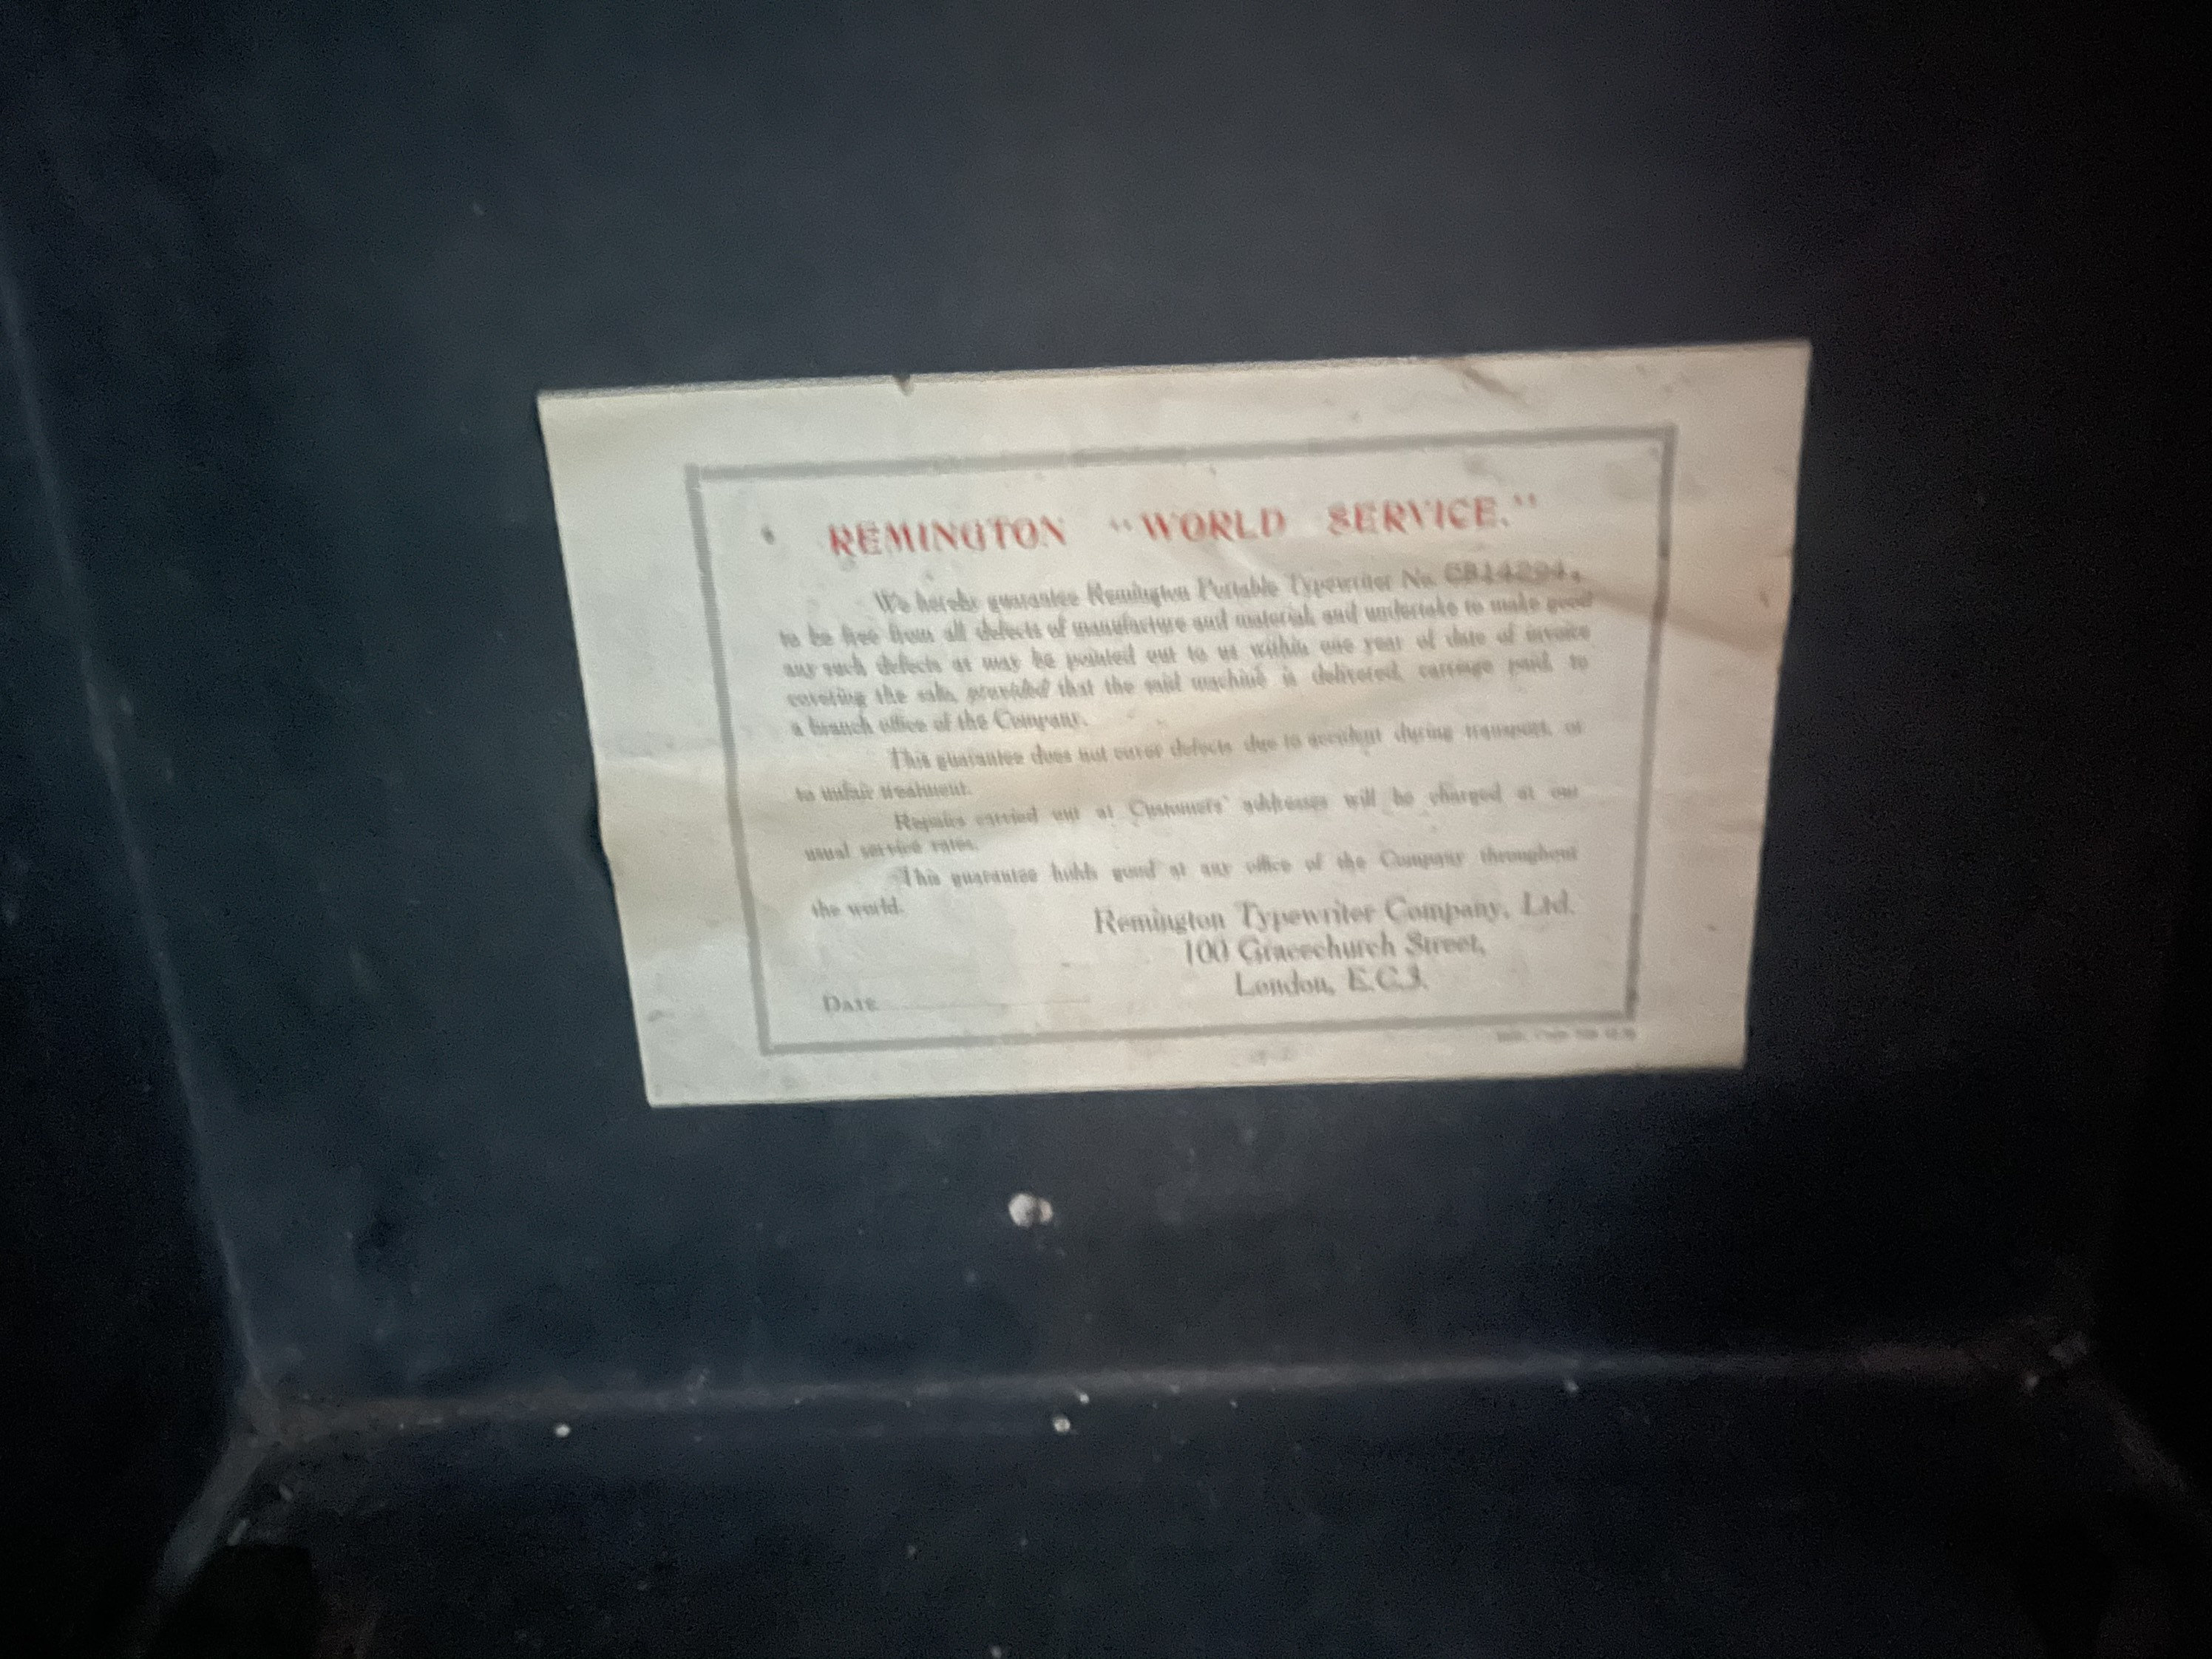 REMINGTON "WORLD SERVICE."
We hereby guarantee Remington Portable Typewriter No.
to be free from all defects of manufacture and material, and undertake to make good
any such defects as may be pointed out to us within one year of date of invoice
covering the sale, provided that the said machine is delivered, carriage paid, to
a branch office of the Company.
This guarantee does not cover defects due to accident during transport, or
to unfair treatment.
Repairs carried out at Customers' addresses will be charged at our
usual service rates.
This guarantee holds good at any office of the Company throughout
the world.
Remington Typewriter Company, Ltd.
100 Gracechurch Street,
London, E.C.3.
DATE